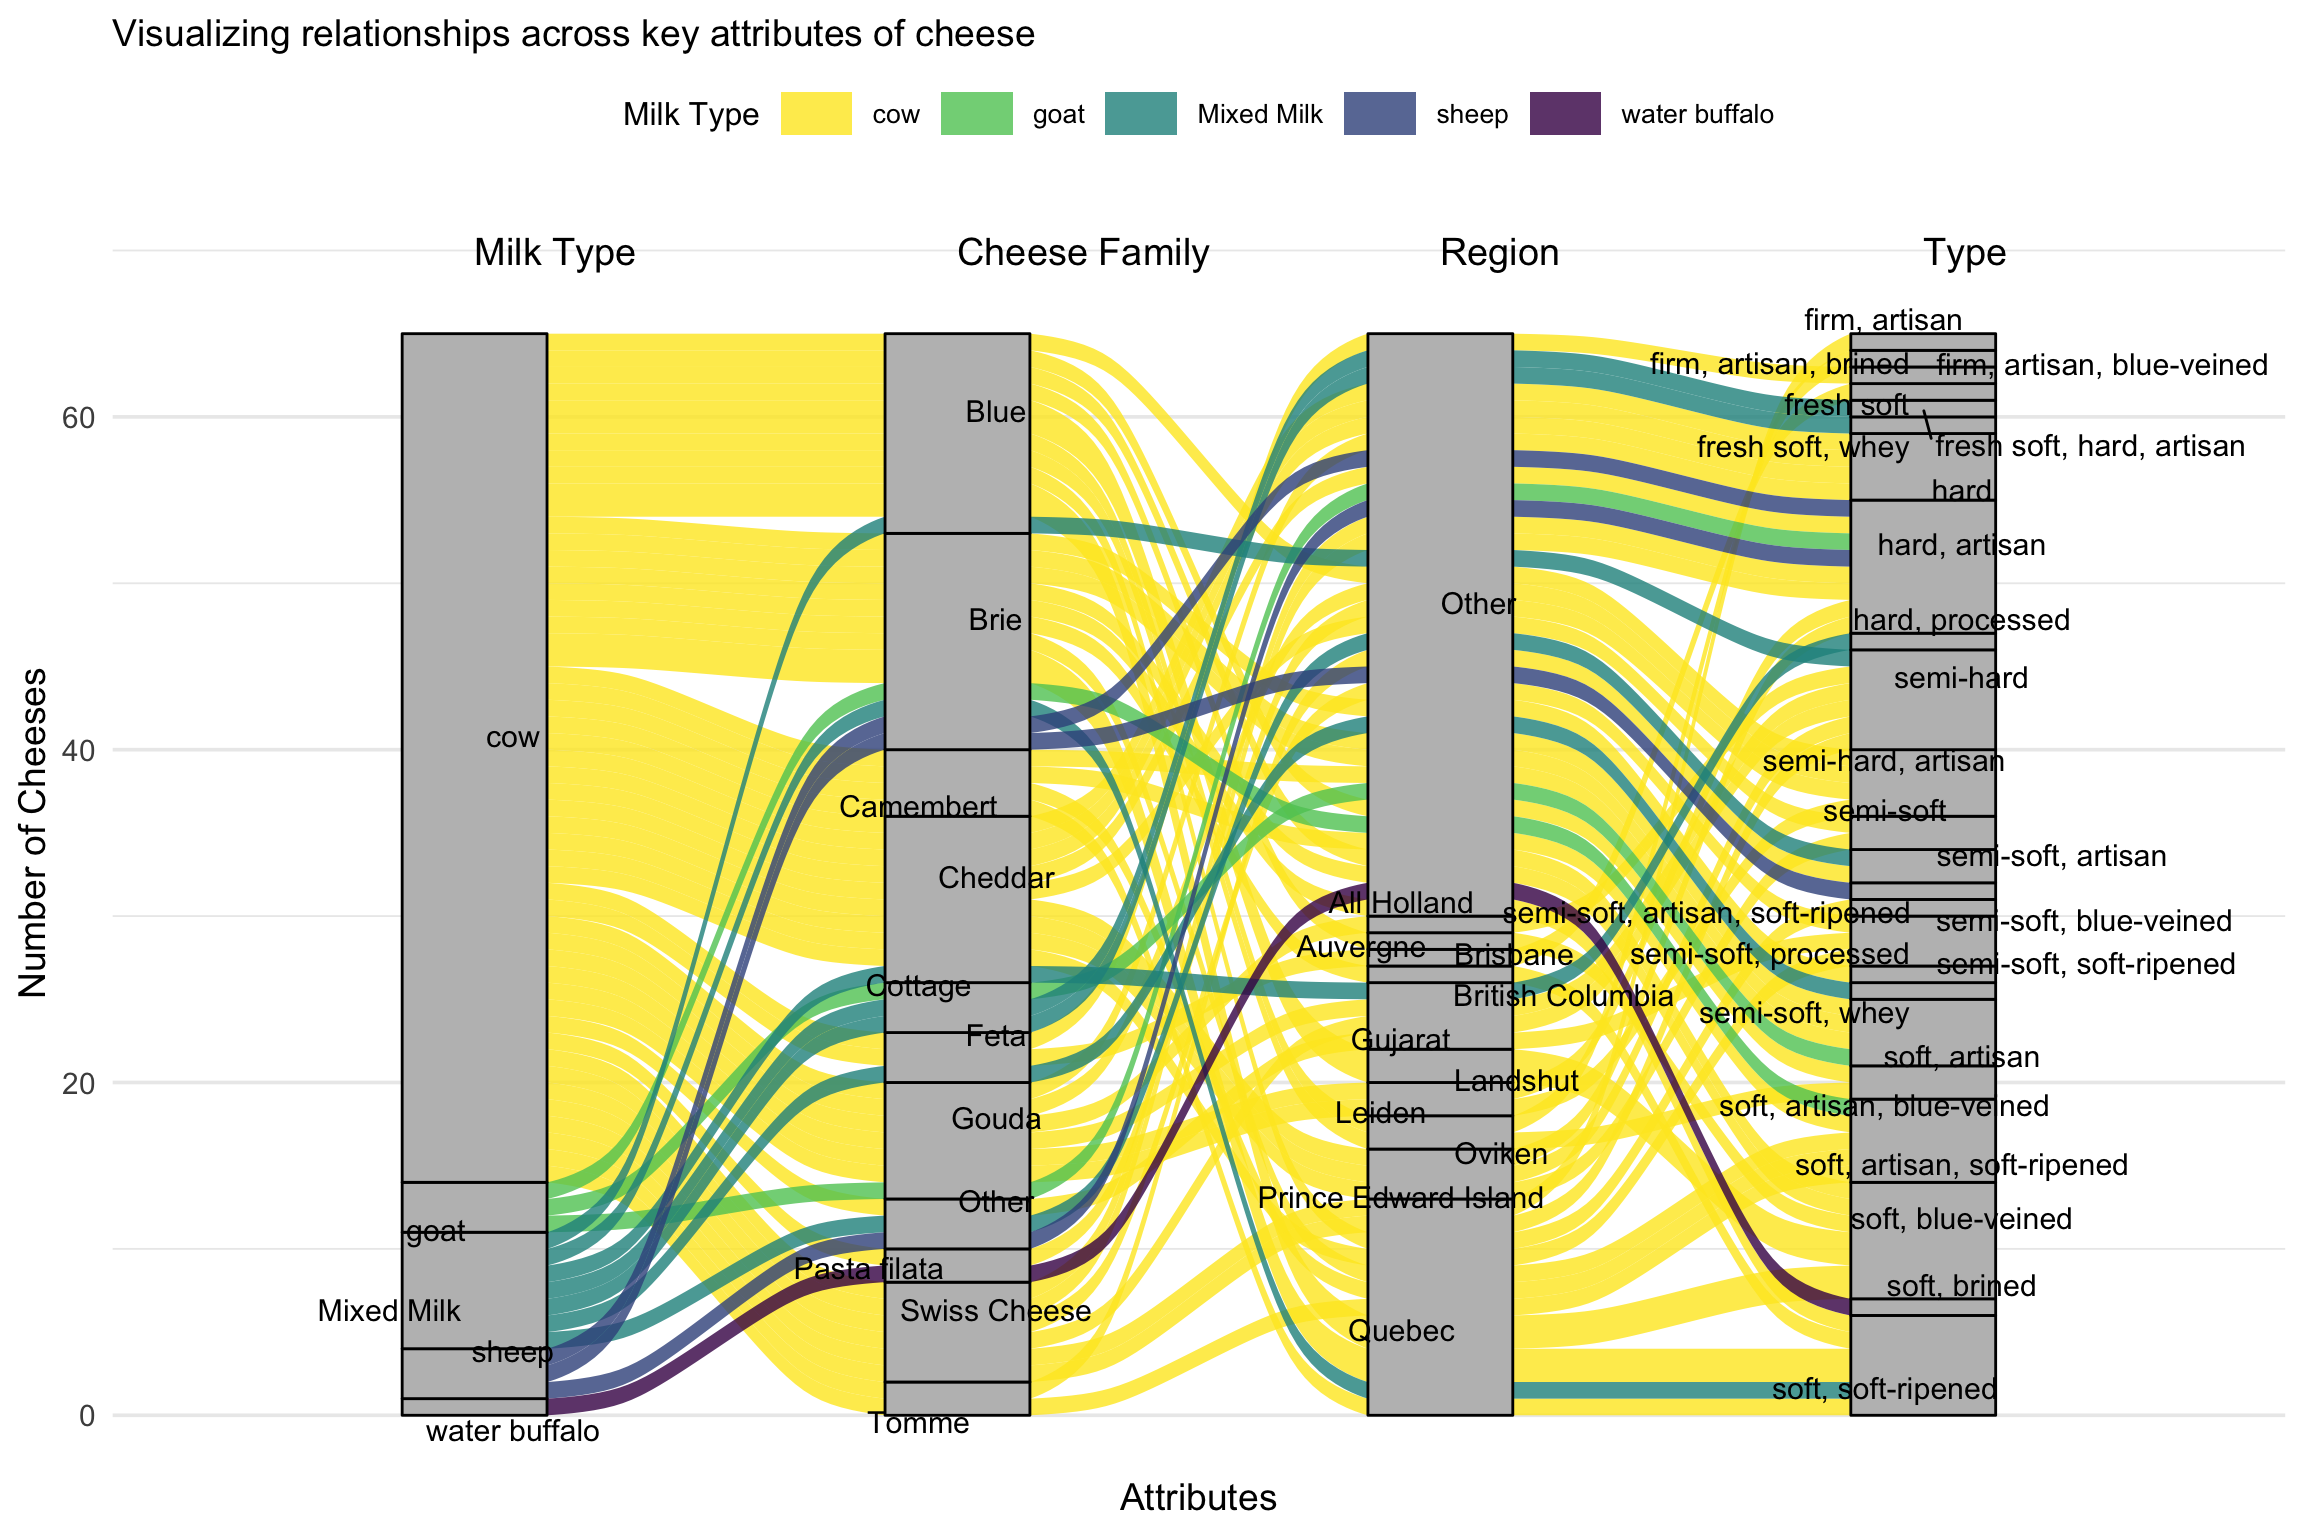 Visualizing relationships across key attributes of cheese
Milk Type cow goat Mixed Milk sheep water buffalo
Milk Type Cheese Family Region Type
Number of Cheeses
60
40
20
0
cow
goat
Mixed Milk
sheep
water buffalo
Blue
Brie
Camembert
Cheddar
Cottage
Feta
Gouda
Other
Pasta filata
Swiss Cheese
Tomme
Other
All Holland
Auvergne
Brisbane
British Columbia
Gujarat
Landshut
Leiden
Oviken
Prince Edward Island
Quebec
firm, artisan
firm, artisan, brined
firm, artisan, blue-veined
fresh soft
fresh soft, whey
fresh soft, hard, artisan
hard
hard, artisan
hard, processed
semi-hard
semi-hard, artisan
semi-soft
semi-soft, artisan
semi-soft, artisan, soft-ripened
semi-soft, blue-veined
semi-soft, processed
semi-soft, soft-ripened
semi-soft, whey
soft, artisan
soft, artisan, blue-veined
soft, artisan, soft-ripened
soft, blue-veined
soft, brined
soft, soft-ripened
Attributes